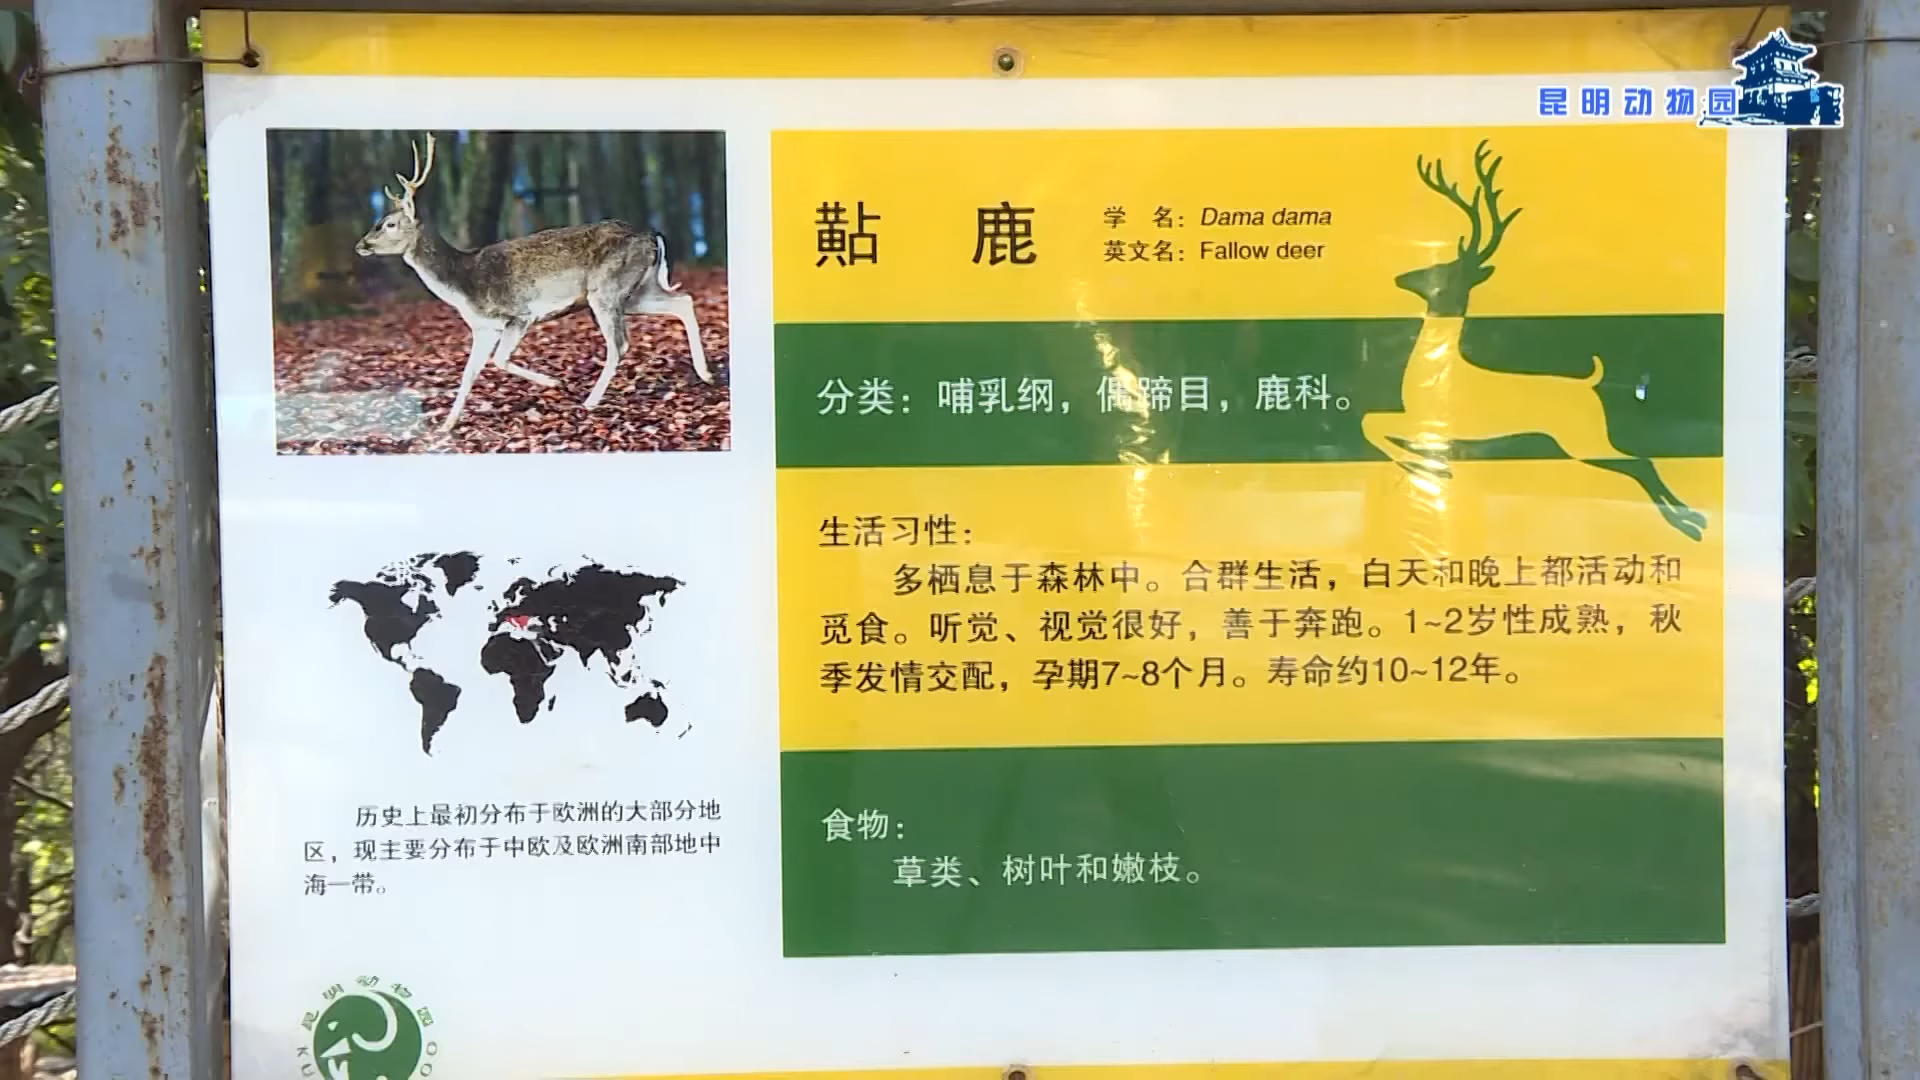 昆明动物园
黇 鹿
学 名：Dama dama
英文名：Fallow deer
分类：哺乳纲，偶蹄目，鹿科。
生活习性：
多栖息于森林中。合群生活，白天和晚上都活动和
觅食。听觉、视觉很好，善于奔跑。1~2岁性成熟，秋
季发情交配，孕期7~8个月。寿命约10~12年。
食物：
草类、树叶和嫩枝。
历史上最初分布于欧洲的大部分地
区，现主要分布于中欧及欧洲南部地中
海一带。
昆明动物园